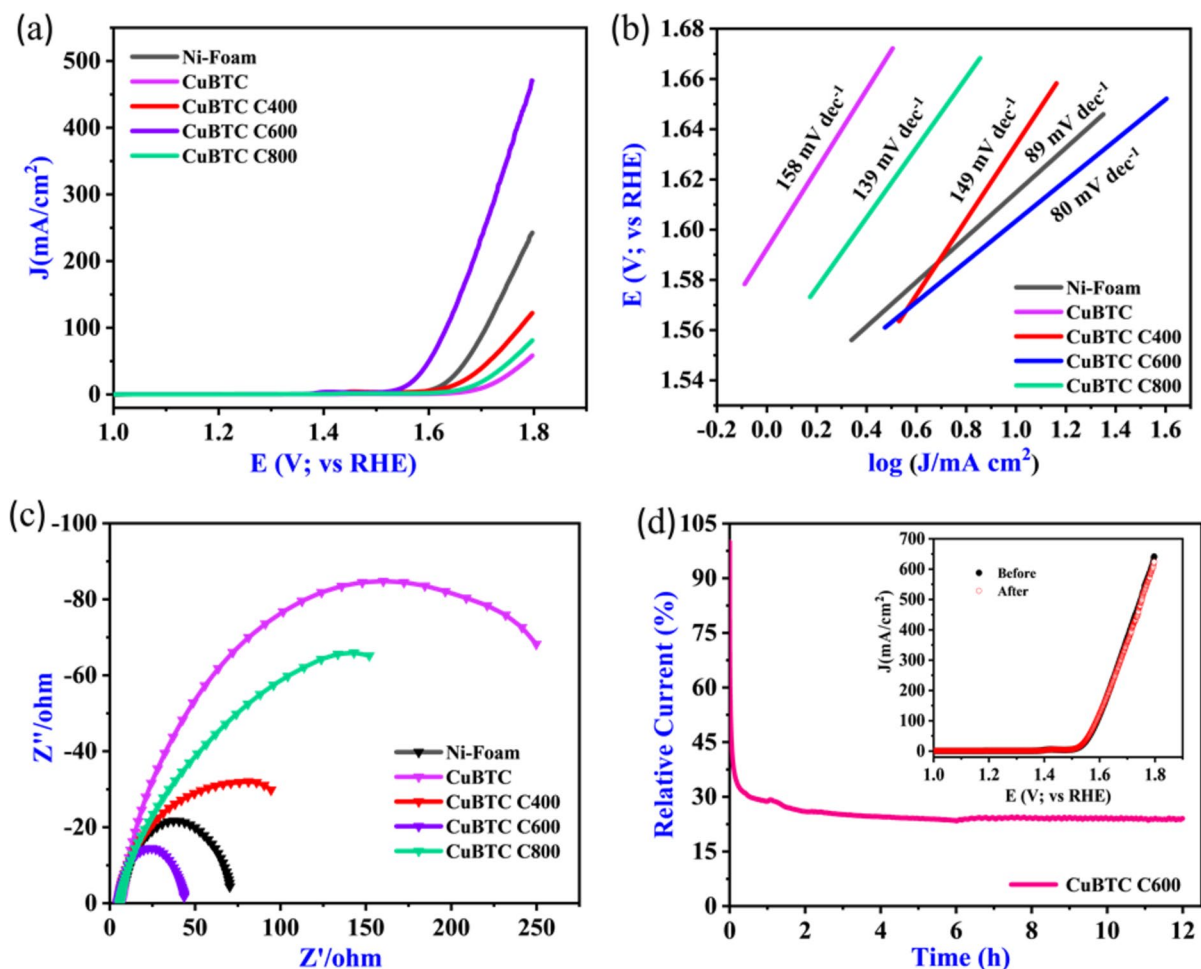 (a)
J(mA/cm²)
500
400
300
200
100
0
Ni-Foam
CuBTC
CuBTC C400
CuBTC C600
CuBTC C800
1.0 1.2 1.4 1.6 1.8
E (V; vs RHE)
(b)
E (V; vs RHE)
1.68
1.66
1.64
1.62
1.60
1.58
1.56
1.54
158 mV dec⁻¹
139 mV dec⁻¹
149 mV dec⁻¹
89 mV dec⁻¹
80 mV dec⁻¹
Ni-Foam
CuBTC
CuBTC C400
CuBTC C600
CuBTC C800
-0.2 0.0 0.2 0.4 0.6 0.8 1.0 1.2 1.4 1.6
log (J/mA cm²)
(c)
Z''/ohm
-100
-80
-60
-40
-20
0
Ni-Foam
CuBTC
CuBTC C400
CuBTC C600
CuBTC C800
0 50 100 150 200 250
Z'/ohm
(d)
Relative Current (%)
105
90
75
60
45
30
15
0
J(mA/cm²)
700
600
500
400
300
200
100
0
Before
After
1.0 1.2 1.4 1.6 1.8
E (V; vs RHE)
CuBTC C600
0 2 4 6 8 10 12
Time (h)